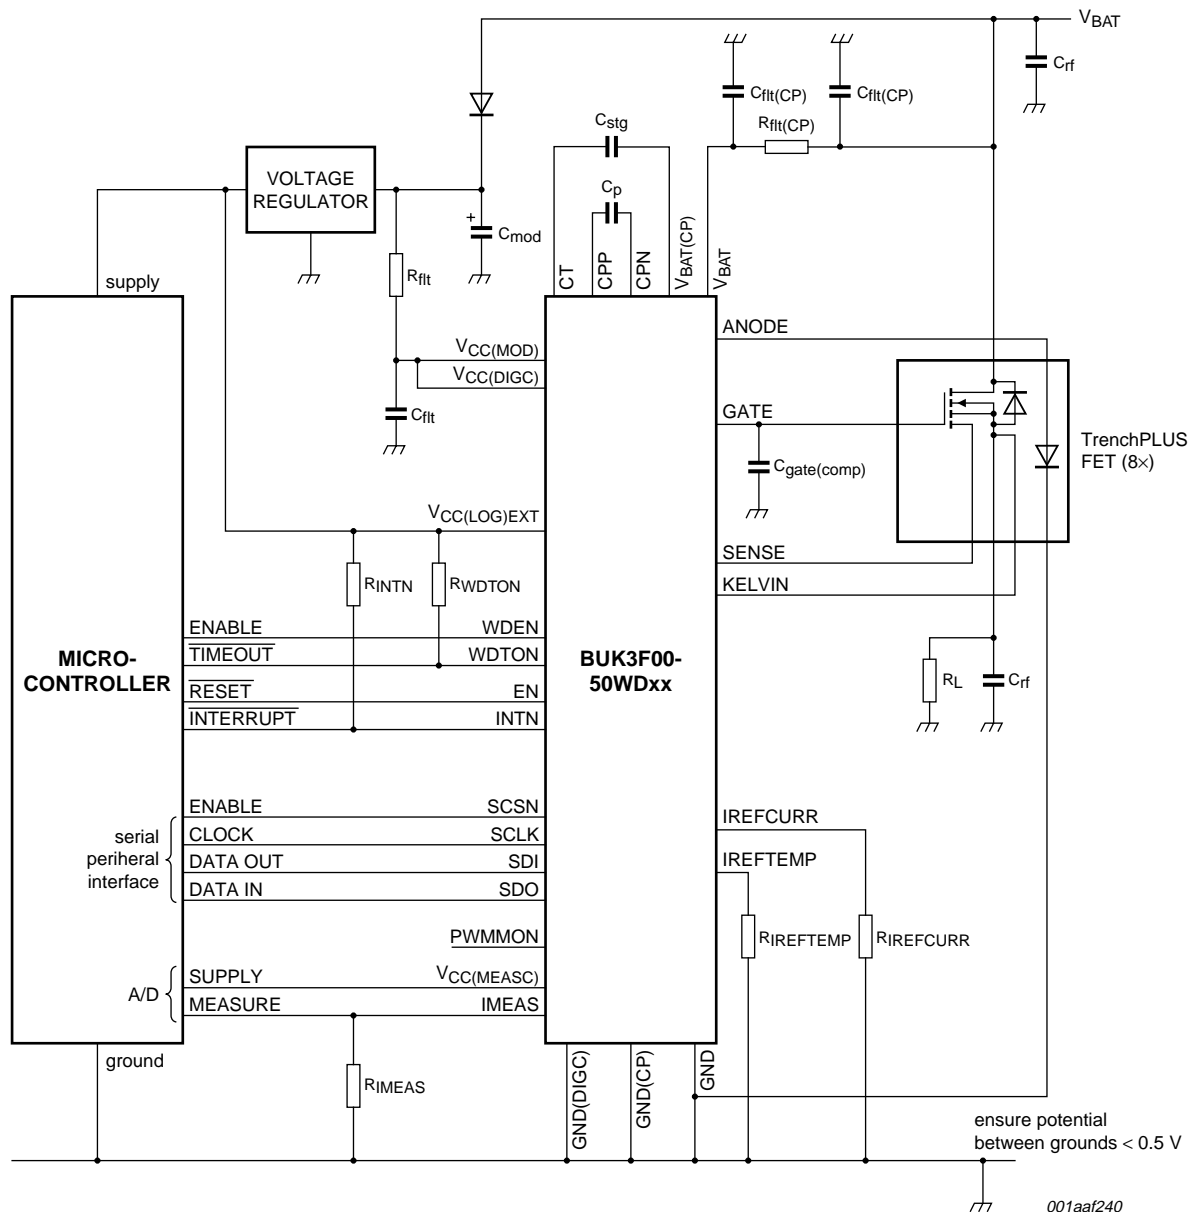 VBAT
Crf
Cflt(CP)
Cflt(CP)
Rflt(CP)
Cstg
Cp
VOLTAGE
REGULATOR
+
Cmod
Rflt
CT
CPP
CPN
VBAT(CP)
VBAT
supply
ANODE
VCC(MOD)
VCC(DIGC)
GATE
Cflt
Cgate(comp)
TrenchPLUS
FET (8×)
VCC(LOG)EXT
SENSE
KELVIN
RINTN
RWDTON
ENABLE
WDEN
TIMEOUT
WDTON
MICRO-
CONTROLLER
BUK3F00-
50WDxx
RESET
EN
INTERRUPT
INTN
RL
Crf
ENABLE
SCSN
CLOCK
SCLK
DATA OUT
SDI
DATA IN
SDO
serial
periheral
interface
IREFCURR
IREFTEMP
RIREFTEMP
RIREFCURR
PWMMON
A/D
SUPPLY
VCC(MEASC)
MEASURE
IMEAS
ground
RIMEAS
GND(DIGC)
GND(CP)
GND
ensure potential
between grounds < 0.5 V
001aaf240